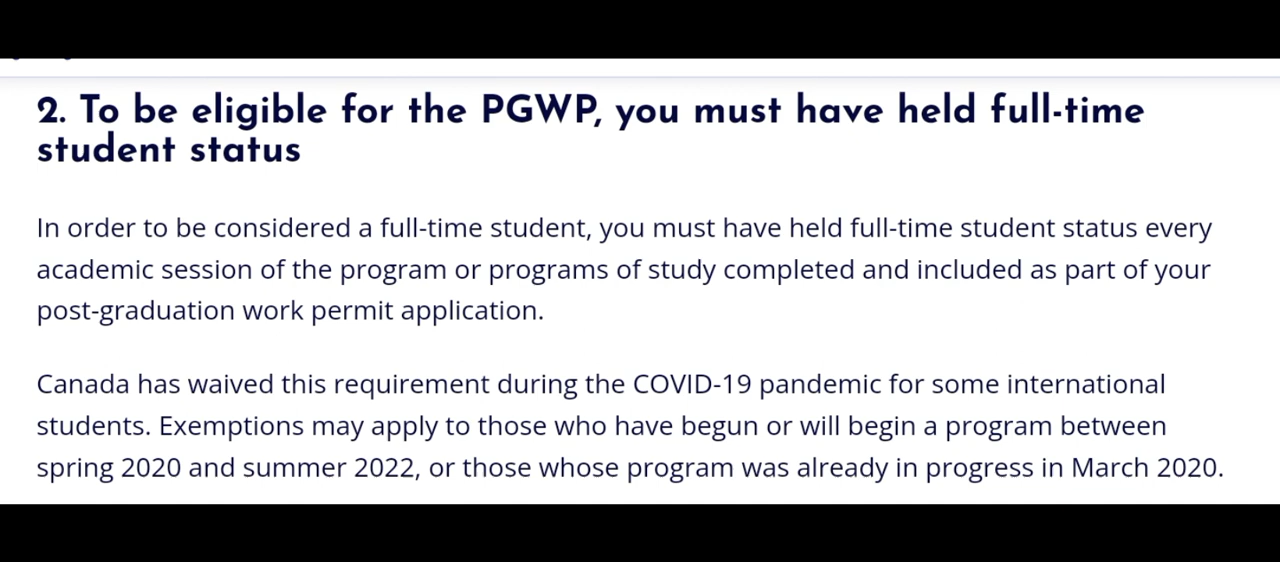 2. To be eligible for the PGWP, you must have held full-time
student status
In order to be considered a full-time student, you must have held full-time student status every
academic session of the program or programs of study completed and included as part of your
post-graduation work permit application.
Canada has waived this requirement during the COVID-19 pandemic for some international
students. Exemptions may apply to those who have begun or will begin a program between
spring 2020 and summer 2022, or those whose program was already in progress in March 2020.